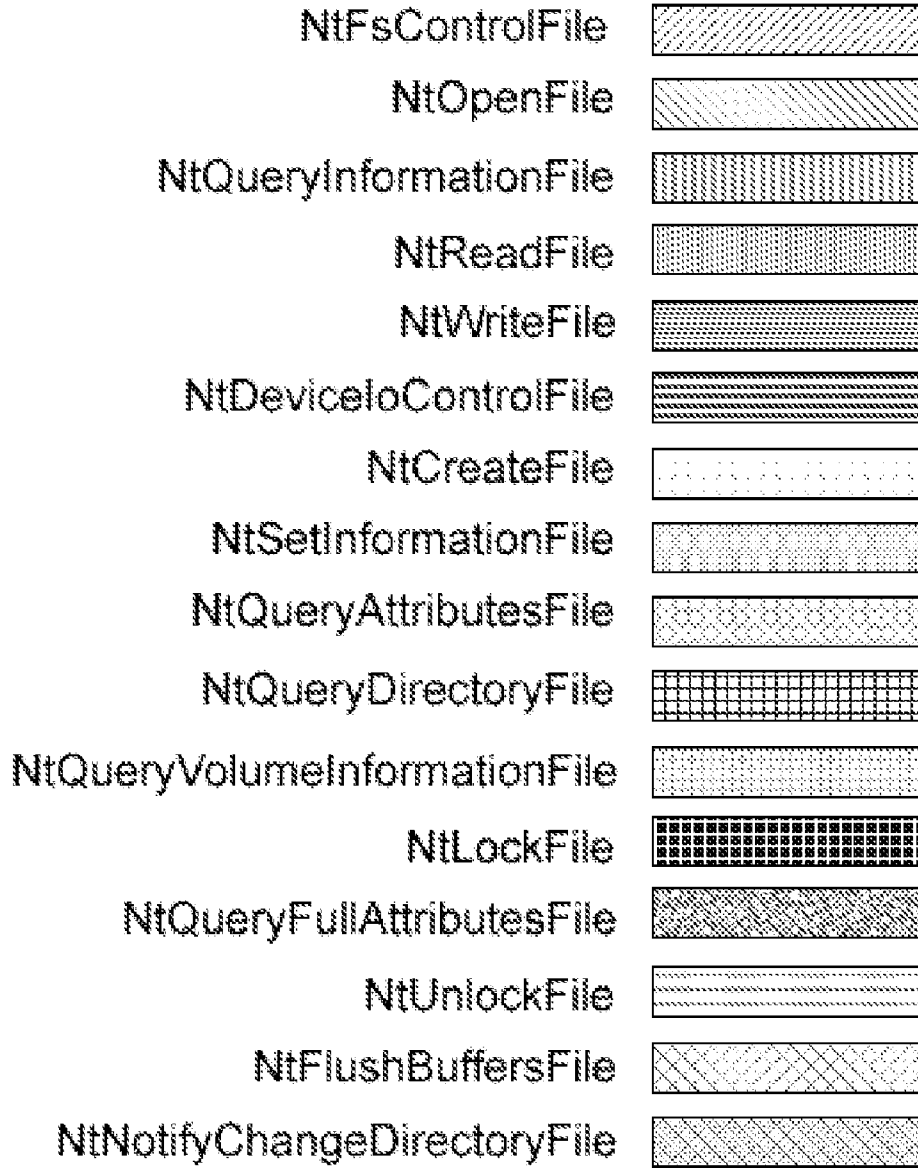 NtFsControlFile
NtOpenFile
NtQueryInformationFile
NtReadFile
NtWriteFile
NtDeviceIoControlFile
NtCreateFile
NtSetInformationFile
NtQueryAttributesFile
NtQueryDirectoryFile
NtQueryVolumeInformationFile
NtLockFile
NtQueryFullAttributesFile
NtUnlockFile
NtFlushBuffersFile
NtNotifyChangeDirectoryFile